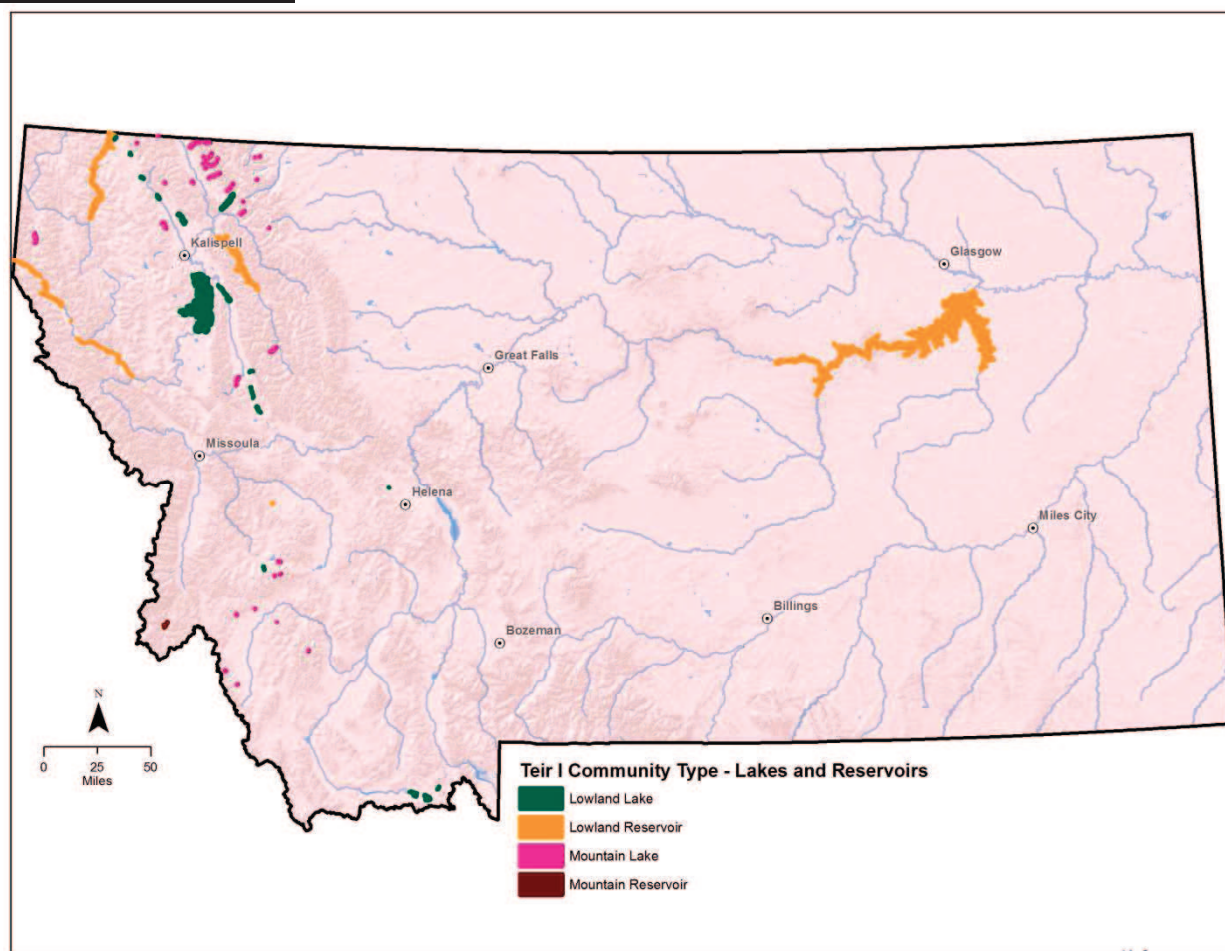 Kalispell
Glasgow
Great Falls
Missoula
Helena
Miles City
Billings
Bozeman
N
0 25 50
Miles
Teir I Community Type - Lakes and Reservoirs
Lowland Lake
Lowland Reservoir
Mountain Lake
Mountain Reservoir